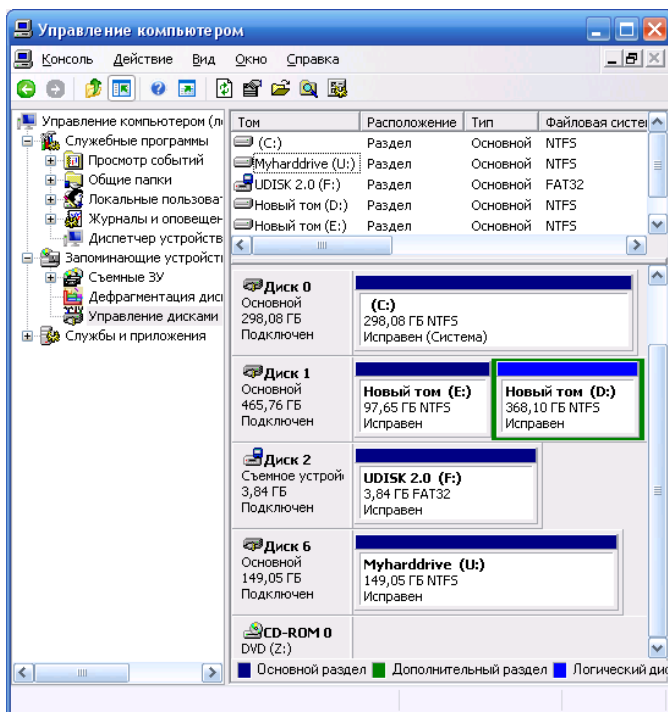 Управление компьютером
Консоль Действие Вид Окно Справка
Управление компьютером (л
Служебные программы
Просмотр событий
Общие папки
Локальные пользова
Журналы и оповещен
Диспетчер устройств
Запоминающие устройст
Съемные ЗУ
Дефрагментация дис
Управление дисками
Службы и приложения
Том Расположение Тип Файловая систе
(C:) Раздел Основной NTFS
Myharddrive (U:) Раздел Основной NTFS
UDISK 2.0 (F:) Раздел Основной FAT32
Новый том (D:) Раздел Основной NTFS
Новый том (E:) Раздел Основной NTFS
Диск 0
Основной
298,08 ГБ
Подключен
(C:)
298,08 ГБ NTFS
Исправен (Система)
Диск 1
Основной
465,76 ГБ
Подключен
Новый том (E:)
97,65 ГБ NTFS
Исправен
Новый том (D:)
368,10 ГБ NTFS
Исправен
Диск 2
Съемное устрой
3,84 ГБ
Подключен
UDISK 2.0 (F:)
3,84 ГБ FAT32
Исправен
Диск 6
Основной
149,05 ГБ
Подключен
Myharddrive (U:)
149,05 ГБ NTFS
Исправен
CD-ROM 0
DVD (Z:)
Основной раздел Дополнительный раздел Логический ди